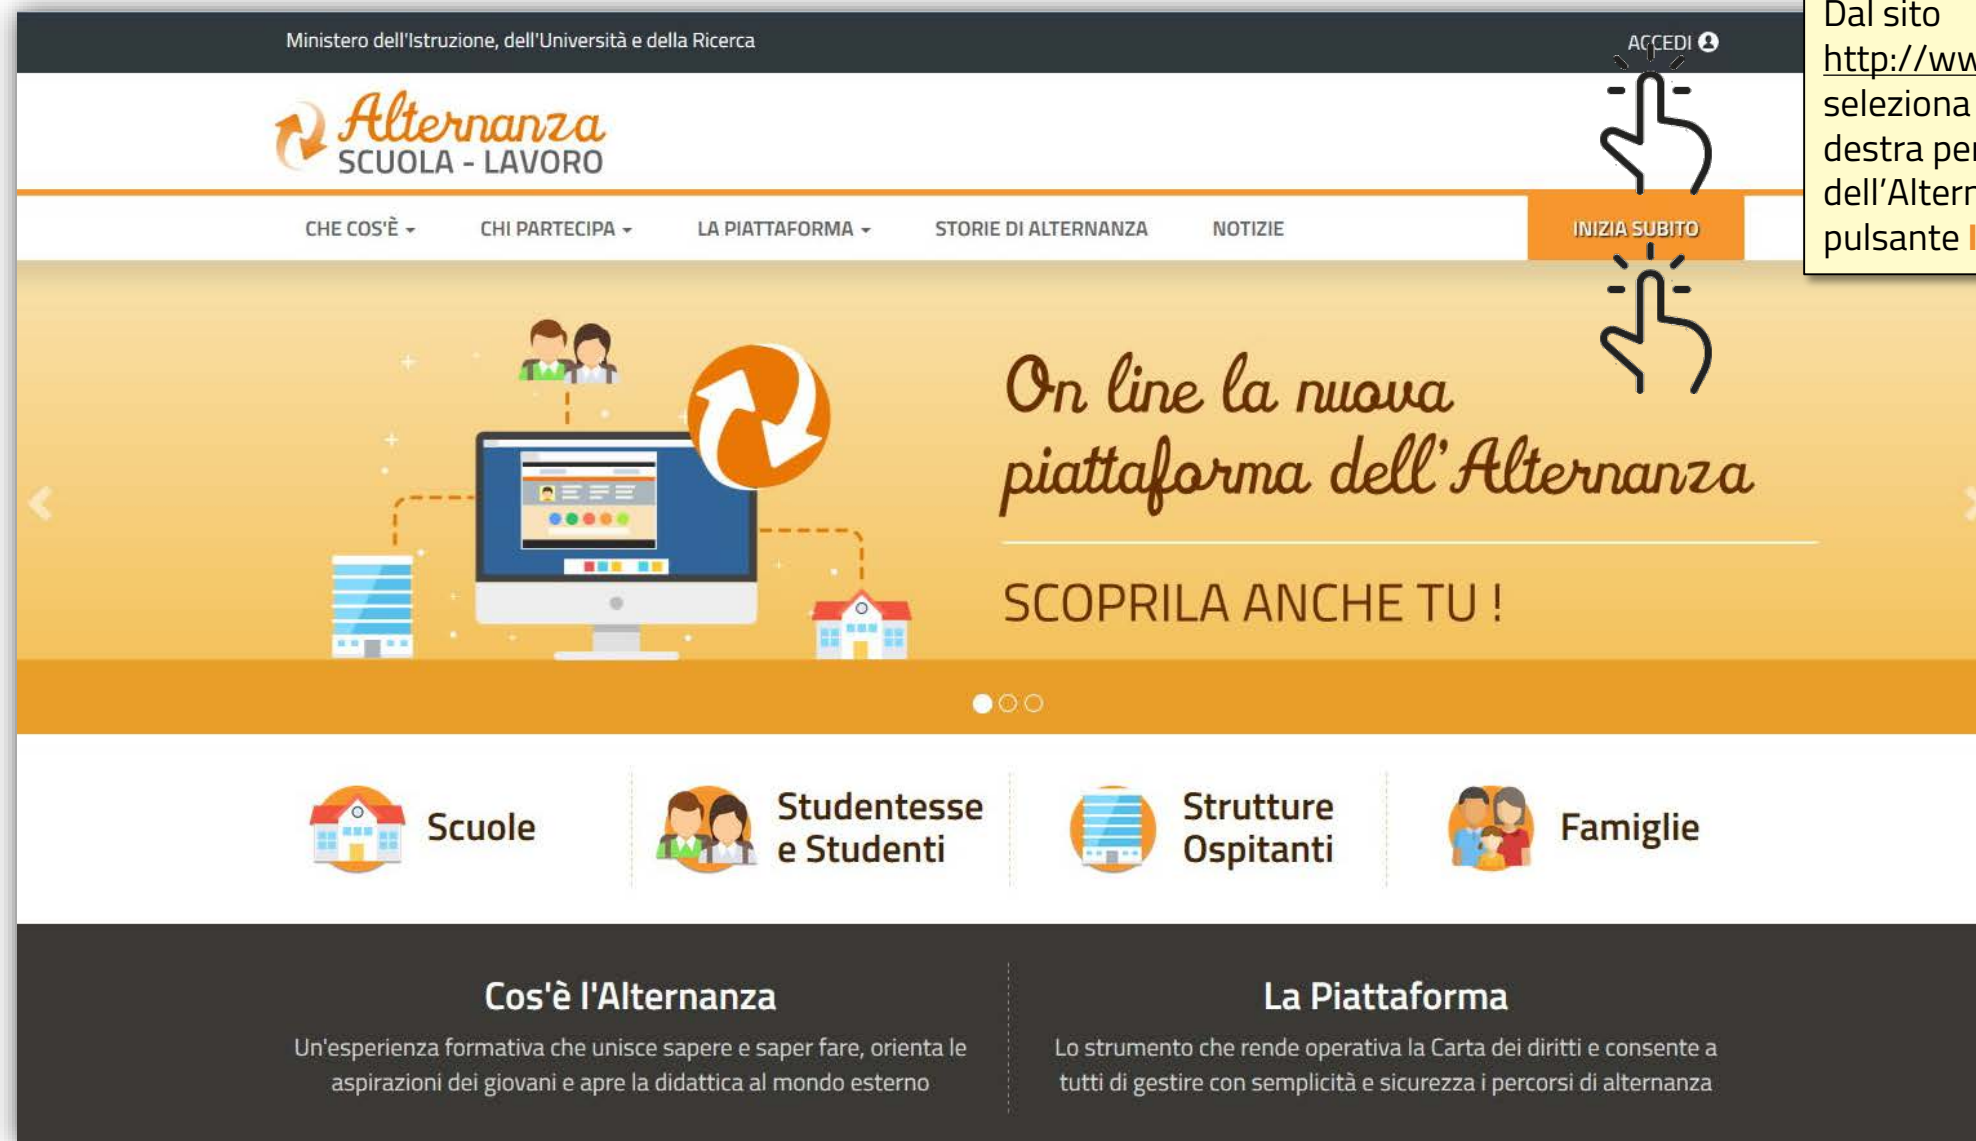 Ministero dell'Istruzione, dell'Università e della Ricerca
ACCEDI
Alternanza
SCUOLA - LAVORO
CHE COS'È
CHI PARTECIPA
LA PIATTAFORMA
STORIE DI ALTERNANZA
NOTIZIE
INIZIA SUBITO
Dal sito
http://ww
seleziona
destra per
dell'Altern
pulsante I
On line la nuova
piattaforma dell'Alternanza
SCOPRILA ANCHE TU !
Scuole
Studentesse
e Studenti
Strutture
Ospitanti
Famiglie
Cos'è l'Alternanza
Un'esperienza formativa che unisce sapere e saper fare, orienta le
aspirazioni dei giovani e apre la didattica al mondo esterno
La Piattaforma
Lo strumento che rende operativa la Carta dei diritti e consente a
tutti di gestire con semplicità e sicurezza i percorsi di alternanza